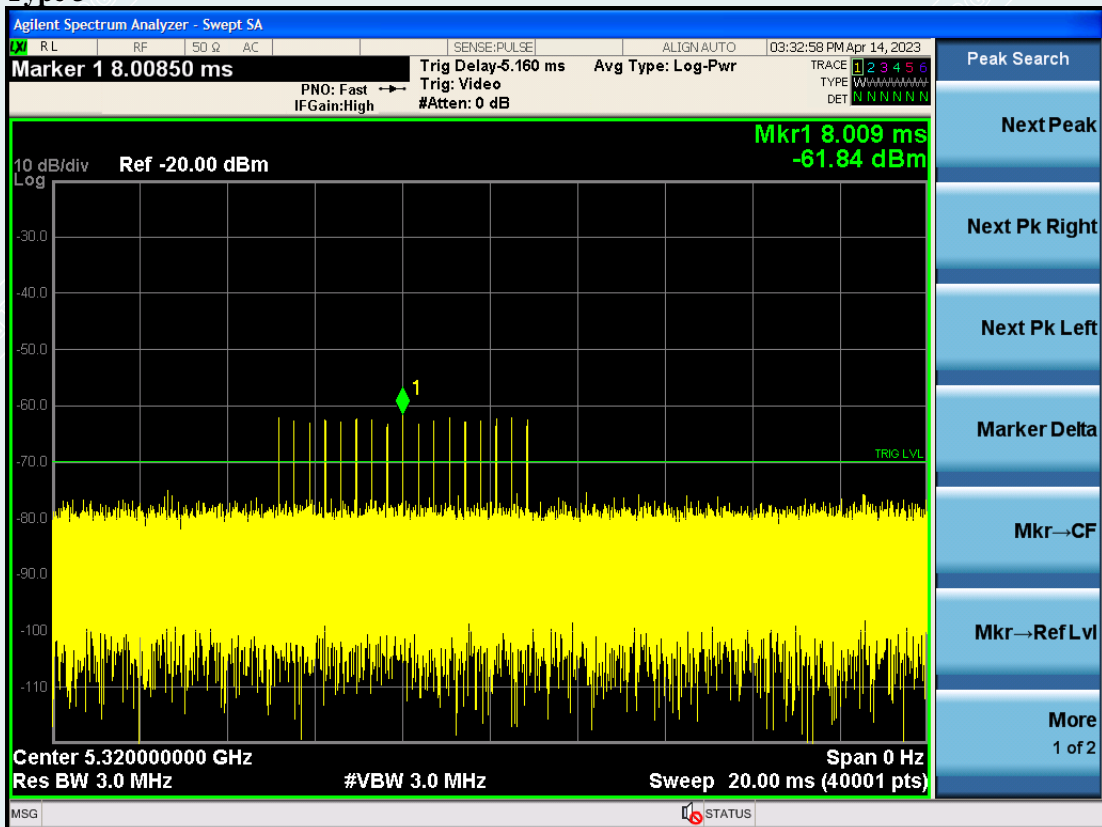 Agilent Spectrum Analyzer - Swept SA
LXI RL RF 50 Ω AC SENSE:PULSE ALIGN AUTO 03:32:58 PM Apr 14, 2023
Marker 1 8.00850 ms
PNO: Fast
IFGain:High
Trig Delay-5.160 ms
Trig: Video
#Atten: 0 dB
Avg Type: Log-Pwr
TRACE 1 2 3 4 5 6
TYPE
DET N N N N N N
Mkr1 8.009 ms
-61.84 dBm
10 dB/div Ref -20.00 dBm
Log
-30.0
-40.0
-50.0
1
-60.0
-70.0
TRIG LVL
-80.0
-90.0
-100
-110
Center 5.320000000 GHz Span 0 Hz
Res BW 3.0 MHz #VBW 3.0 MHz Sweep 20.00 ms (40001 pts)
MSG STATUS
Peak Search
Next Peak
Next Pk Right
Next Pk Left
Marker Delta
Mkr→CF
Mkr→Ref Lvl
More
1 of 2